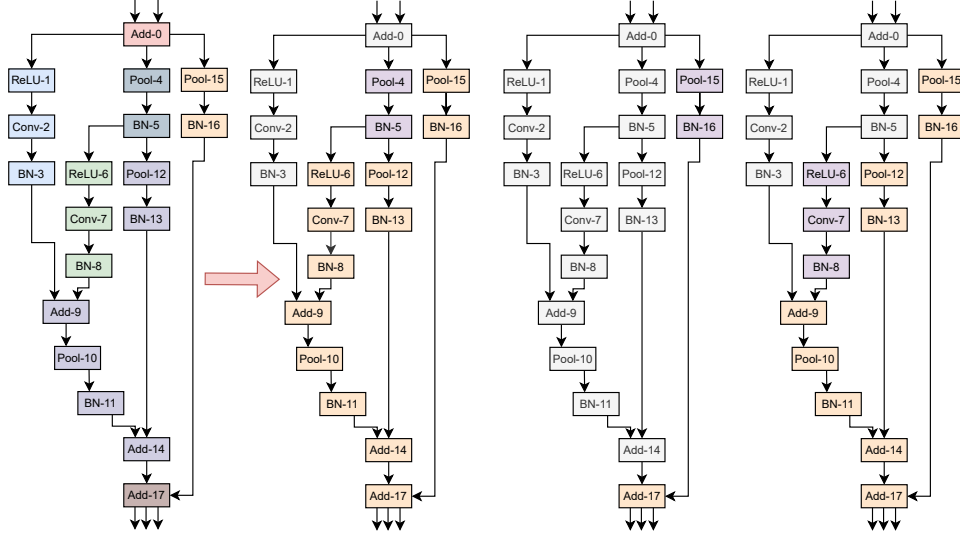 Add-0
ReLU-1
Pool-4
Pool-15
Conv-2
BN-5
BN-16
BN-3
ReLU-6
Pool-12
Conv-7
BN-13
BN-8
Add-9
Pool-10
BN-11
Add-14
Add-17
Add-0
ReLU-1
Pool-4
Pool-15
Conv-2
BN-5
BN-16
BN-3
ReLU-6
Pool-12
Conv-7
BN-13
BN-8
Add-9
Pool-10
BN-11
Add-14
Add-17
Add-0
ReLU-1
Pool-4
Pool-15
Conv-2
BN-5
BN-16
BN-3
ReLU-6
Pool-12
Conv-7
BN-13
BN-8
Add-9
Pool-10
BN-11
Add-14
Add-17
Add-0
ReLU-1
Pool-4
Pool-15
Conv-2
BN-5
BN-16
BN-3
ReLU-6
Pool-12
Conv-7
BN-13
BN-8
Add-9
Pool-10
BN-11
Add-14
Add-17